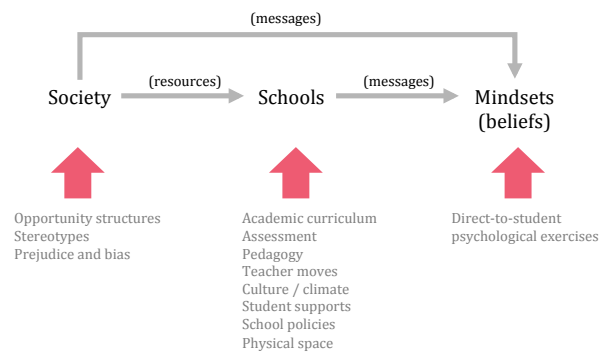 (messages)
Society
(resources)
Schools
(messages)
Mindsets
(beliefs)
Opportunity structures
Stereotypes
Prejudice and bias
Academic curriculum
Assessment
Pedagogy
Teacher moves
Culture / climate
Student supports
School policies
Physical space
Direct-to-student
psychological exercises